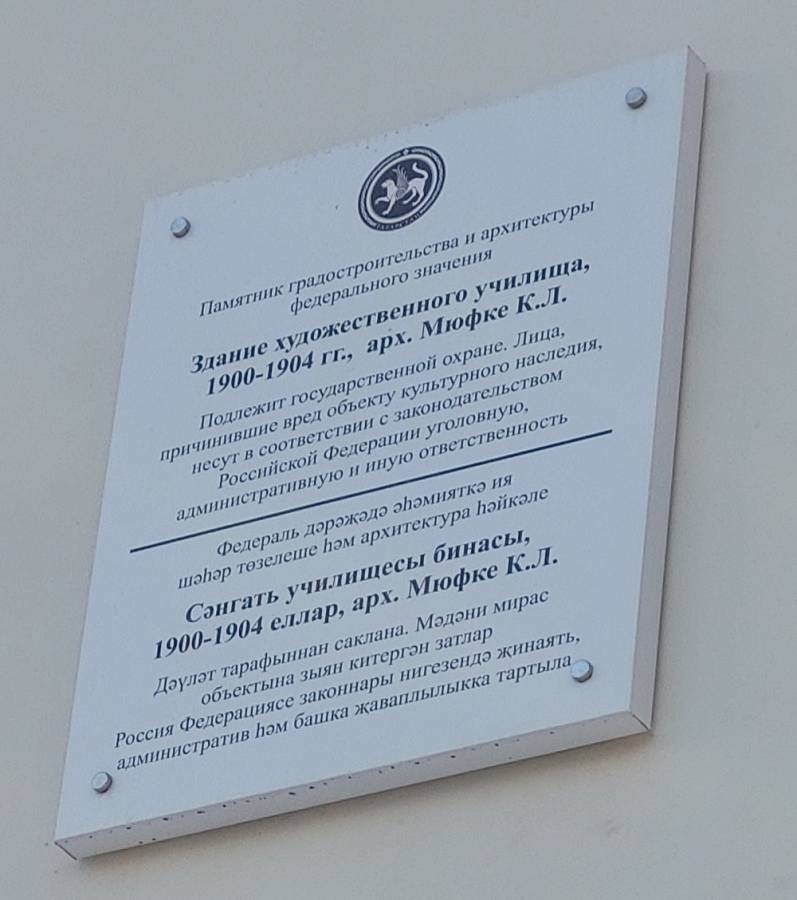 ТАТАРСТАН
Памятник градостроительства и архитектуры
федерального значения
Здание художественного училища,
1900-1904 гг., арх. Мюфке К.Л.
Подлежит государственной охране. Лица,
причинившие вред объекту культурного наследия,
несут в соответствии с законодательством
Российской Федерации уголовную,
административную и иную ответственность
Федераль дәрәҗәдә әһәмияткә ия
шәһәр төзелеше һәм архитектура һәйкәле
Сәнгать училищесы бинасы,
1900-1904 еллар, арх. Мюфке К.Л.
Дәүләт тарафыннан саклана. Мәдәни мирас
объектына зыян китергән затлар
Россия Федерациясе законнары нигезендә җинаять,
административ һәм башка җаваплылыкка тартыла